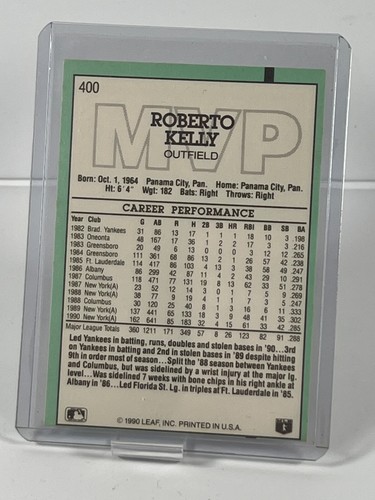 400
MVP
ROBERTO
KELLY
OUTFIELD
Born: Oct. 1, 1964 Panama City, Pan. Home: Panama City, Pan.
Ht: 6'4" Wgt: 182 Bats: Right Throws: Right
CAREER PERFORMANCE
Year Club G AB R H 2B 3B HR RBI BB SB BA
1982 Brad. Yankees 31 86 13 17 1 1 1 18 10 3 .198
1983 Oneonta 48 167 17 36 1 2 2 17 12 .216
1983 Greensboro 20 49 6 13 0 0 0 3 3 .265
1984 Greensboro 111 361 68 86 13 2 1 26 57 42 .238
1985 Ft. Lauderdale 114 417 86 103 4 13 3 38 58 49 .247
1986 Albany 86 299 42 87 11 4 2 43 29 10 .291
1987 Columbus 118 471 77 131 19 8 13 62 33 51 .278
1987 New York(A) 23 52 12 14 3 0 1 7 5 9 .269
1988 New York(A) 38 77 9 19 4 1 1 7 3 5 .247
1988 Columbus 30 120 25 40 8 1 3 16 6 11 .333
1989 New York(A) 137 441 65 133 18 3 9 48 41 35 .302
1990 New York(A) 162 641 85 183 32 4 15 61 33 42 .285
Major League Totals 360 1211 171 349 57 8 26 123 82 91 .288
Led Yankees in batting, runs, doubles and stolen bases in '90...3rd
Yankees in batting and 2nd in stolen bases in '89 despite hitting
9th in order most of season...Split the '88 season between Yankees
and Columbus, but was sidelined by a wrist injury at the major lg.
level...Was sidelined 7 weeks with bone chips in his right ankle at
Albany in '86...Led Florida St. Lg. in triples at Ft. Lauderdale in '85.
© 1990 LEAF, INC. PRINTED IN U.S.A.